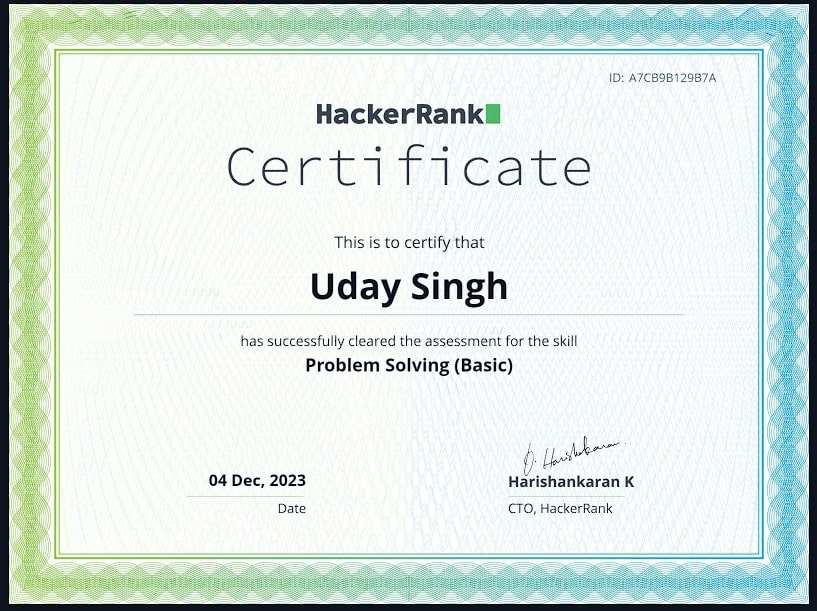 ID: A7CB9B129B7A
HackerRank
Certificate
This is to certify that
Uday Singh
has successfully cleared the assessment for the skill
Problem Solving (Basic)
04 Dec, 2023
Date
Harishankaran K
CTO, HackerRank